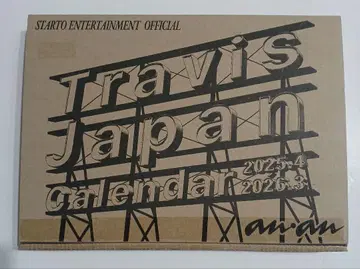 STARTO ENTERTAINMENT OFFICIAL
Travis
Japan
Calendar 2025.4
2026.3
an·an